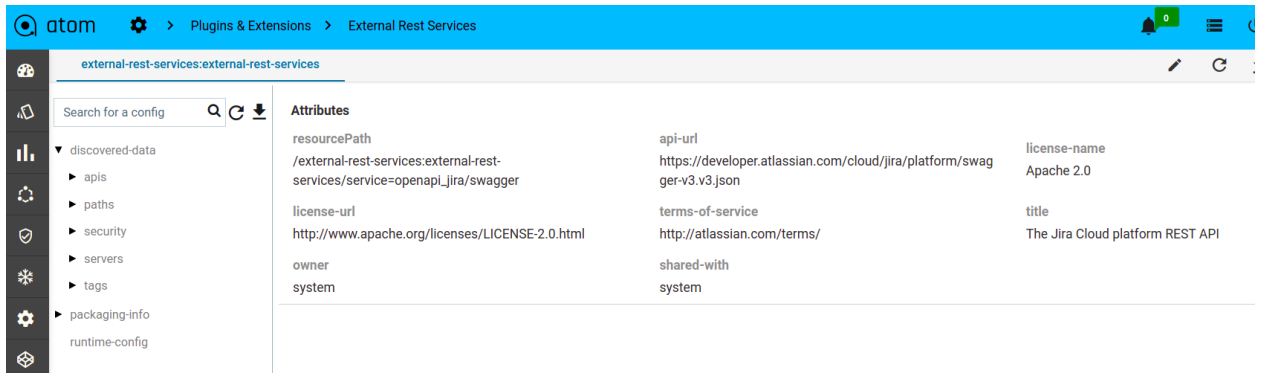 atom > Plugins & Extensions > External Rest Services 0
external-rest-services:external-rest-services
Search for a config
discovered-data
apis
paths
security
servers
tags
packaging-info
runtime-config
Attributes
resourcePath
/external-rest-services:external-rest-
services/service=openapi_jira/swagger
api-url
https://developer.atlassian.com/cloud/jira/platform/swag
ger-v3.v3.json
license-name
Apache 2.0
license-url
http://www.apache.org/licenses/LICENSE-2.0.html
terms-of-service
http://atlassian.com/terms/
title
The Jira Cloud platform REST API
owner
system
shared-with
system